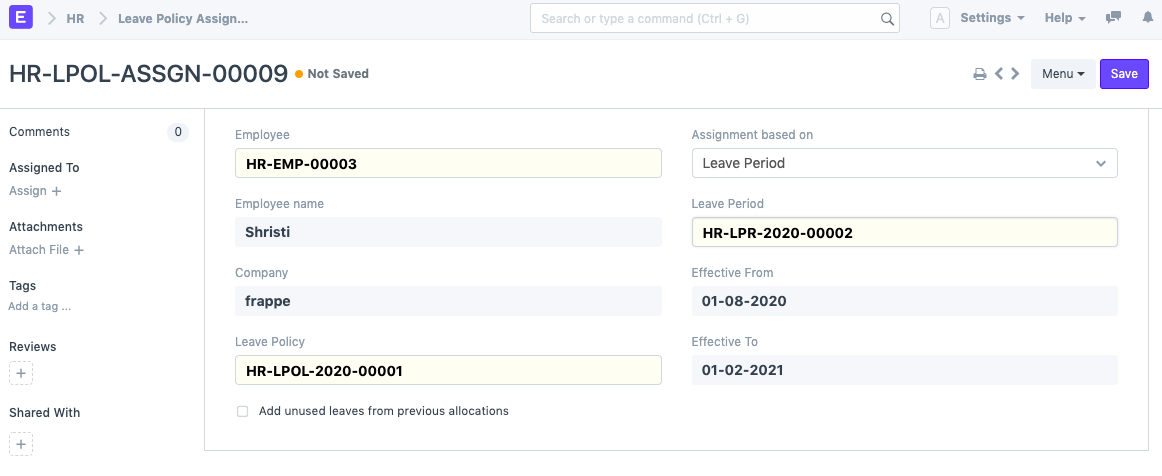 E HR Leave Policy Assign... Search or type a command (Ctrl + G) A Settings Help
HR-LPOL-ASSGN-00009 Not Saved Menu Save
Comments 0
Assigned To
Assign +
Attachments
Attach File +
Tags
Add a tag ...
Reviews
+
Shared With
+
Employee
HR-EMP-00003
Employee name
Shristi
Company
frappe
Leave Policy
HR-LPOL-2020-00001
Add unused leaves from previous allocations
Assignment based on
Leave Period
Leave Period
HR-LPR-2020-00002
Effective From
01-08-2020
Effective To
01-02-2021